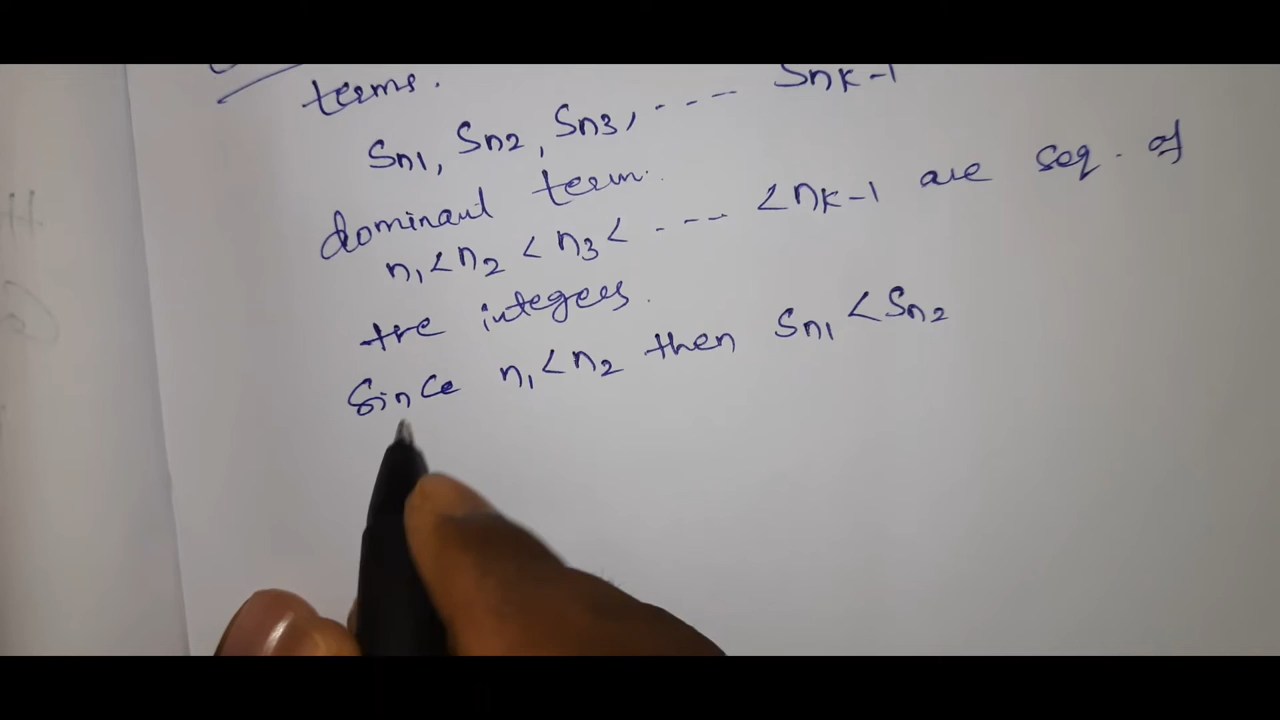 terms.
Sn1, Sn2, Sn3, ---- Snk-1
dominant term.
n1 < n2 < n3 < ---- < nk-1 are seq. of
+ve integers.
Since n1 < n2 then Sn1 < Sn2